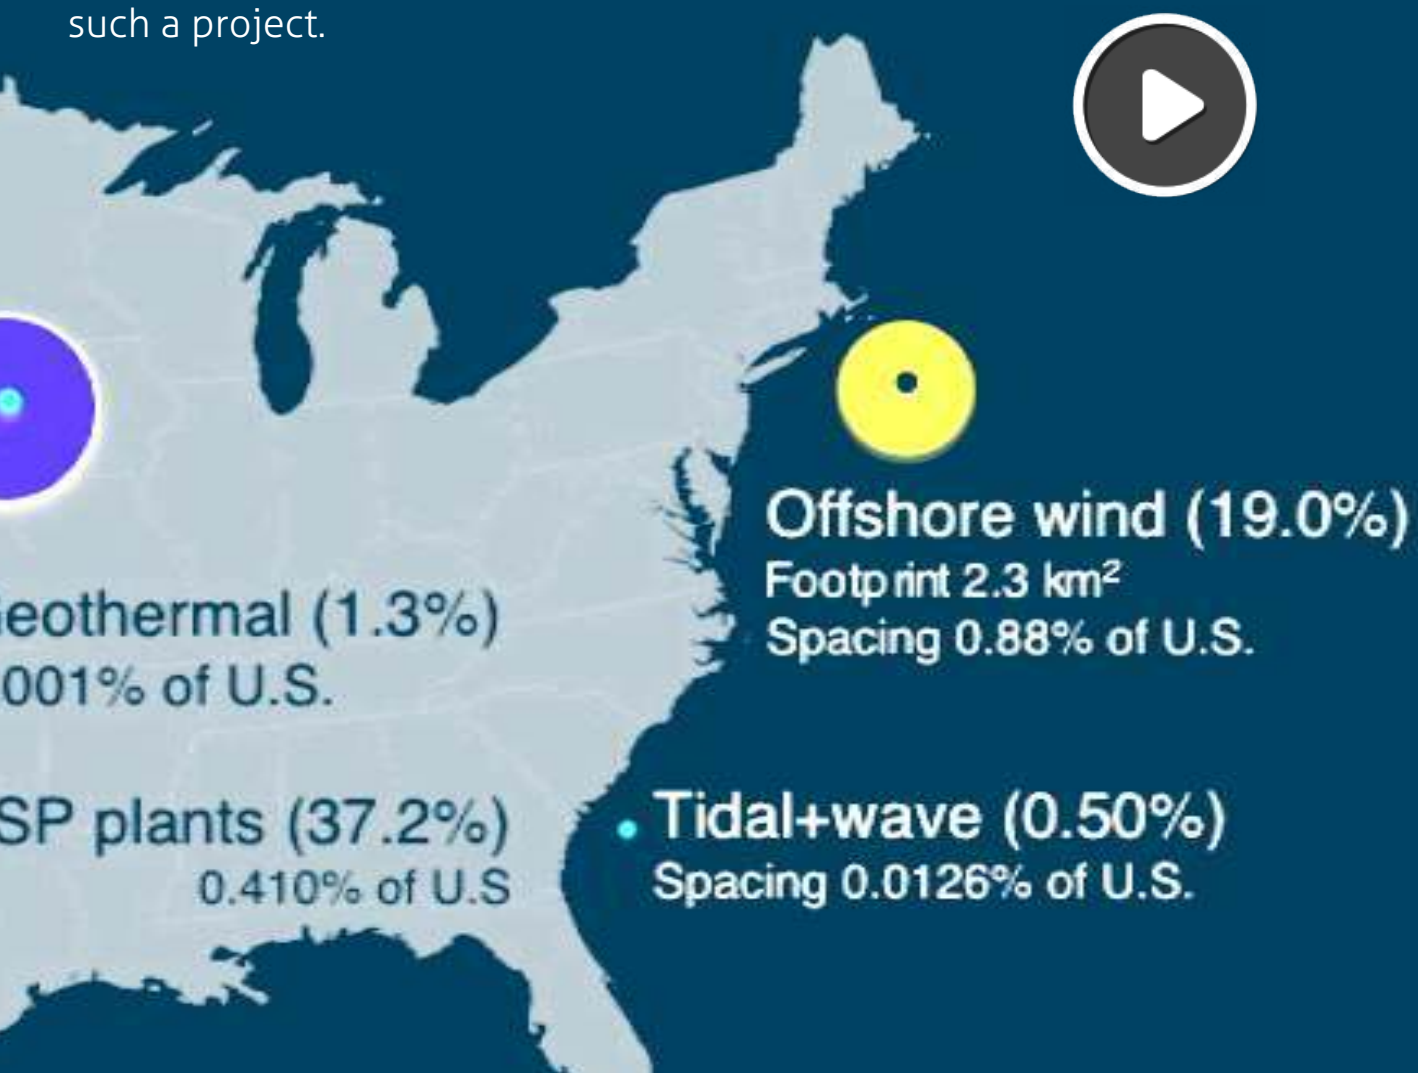 such a project.
Offshore wind (19.0%)
Footprint 2.3 km²
Spacing 0.88% of U.S.
eothermal (1.3%)
001% of U.S.
SP plants (37.2%)
0.410% of U.S
Tidal+wave (0.50%)
Spacing 0.0126% of U.S.